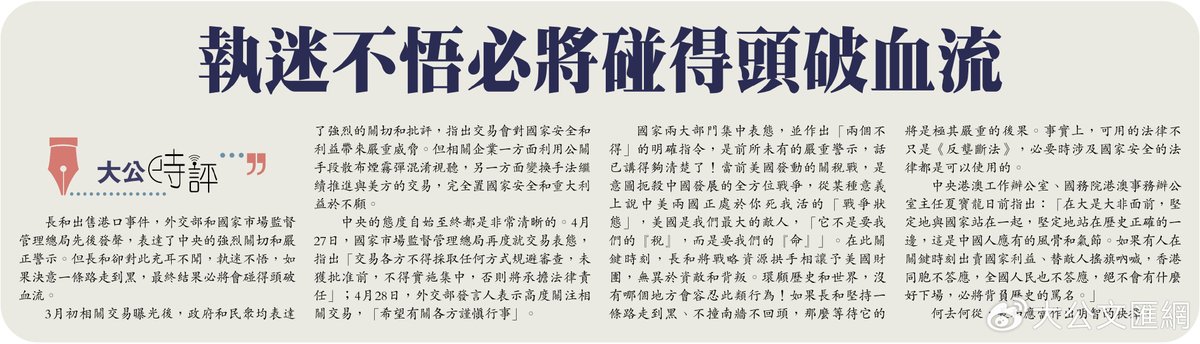 執迷不悟必將碰得頭破血流
大公時評
長和出售港口事件，外交部和國家市場監督
管理總局先後發聲，表達了中央的強烈關切和嚴
正警示。但長和卻對此充耳不聞，執迷不悟，如
果決意一條路走到黑，最終結果必將會碰得頭破
血流。
3月初相關交易曝光後，政府和民眾均表達
了強烈的關切和批評，指出交易會對國家安全和
利益帶來嚴重威脅。但相關企業一方面利用公關
手段散布煙霧彈混淆視聽，另一方面變換手法繼
續推進與美方的交易，完全置國家安全和重大利
益於不顧。
中央的態度自始至終都是非常清晰的。4月
27日，國家市場監督管理總局再度就交易表態，
指出「交易各方不得採取任何方式規避審查，未
獲批准前，不得實施集中，否則將承擔法律責
任」；4月28日，外交部發言人表示高度關注相
關交易，「希望有關各方謹慎行事」。
國家兩大部門集中表態，並作出「兩個不
得」的明確指令，是前所未有的嚴重警示，話
已講得夠清楚了！當前美國發動的關稅戰，是
意圖扼殺中國發展的全方位戰爭，從某種意義
上說中美兩國正處於你死我活的「戰爭狀
態」，美國是我們最大的敵人，「它不是要我
們的『稅』，而是要我們的『命』」。在此關
鍵時刻，長和將戰略資源拱手相讓予美國財
團，無異於資敵和背叛。環顧歷史和世界，沒
有哪個地方會容忍此類行為！如果長和堅持一
條路走到黑、不撞南牆不回頭，那麼等待它的
將是極其嚴重的後果。事實上，可用的法律不
只是《反壟斷法》，必要時涉及國家安全的法
律都是可以使用的。
中央港澳工作辦公室、國務院港澳事務辦公
室主任夏寶龍日前指出：「在大是大非面前，堅
定地與國家站在一起，堅定地站在歷史正確的一
邊，這是中國人應有的風骨和氣節。如果有人在
關鍵時刻出賣國家利益、替敵人搖旗吶喊，香港
同胞不答應，全國人民也不答應，絕不會有什麼
好下場，必將背負歷史的罵名。」
何去何從，長和應當作出明智的抉擇。
大公文匯網